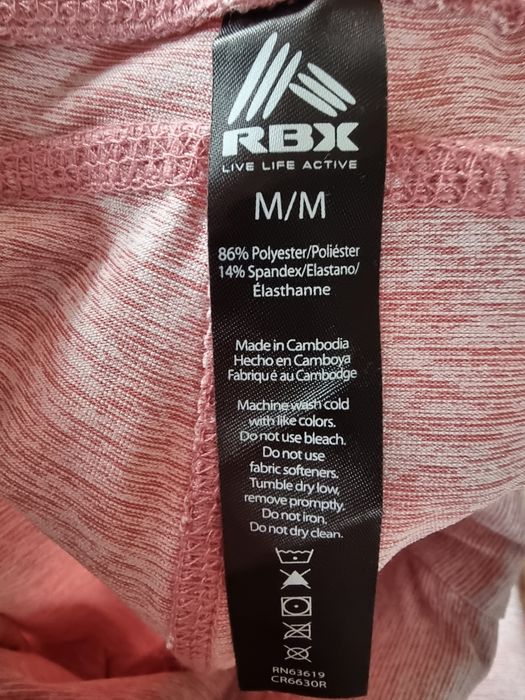 RBX
LIVE LIFE ACTIVE
M/M
86% Polyester/Poliéster
14% Spandex/Elastano/
Élasthanne
Made in Cambodia
Hecho en Camboya
Fabriqué au Cambodge
Machine wash cold
with like colors.
Do not use bleach.
Do not use
fabric softeners.
Tumble dry low,
remove promptly.
Do not iron.
Do not dry clean.
RN63619
CR6630R